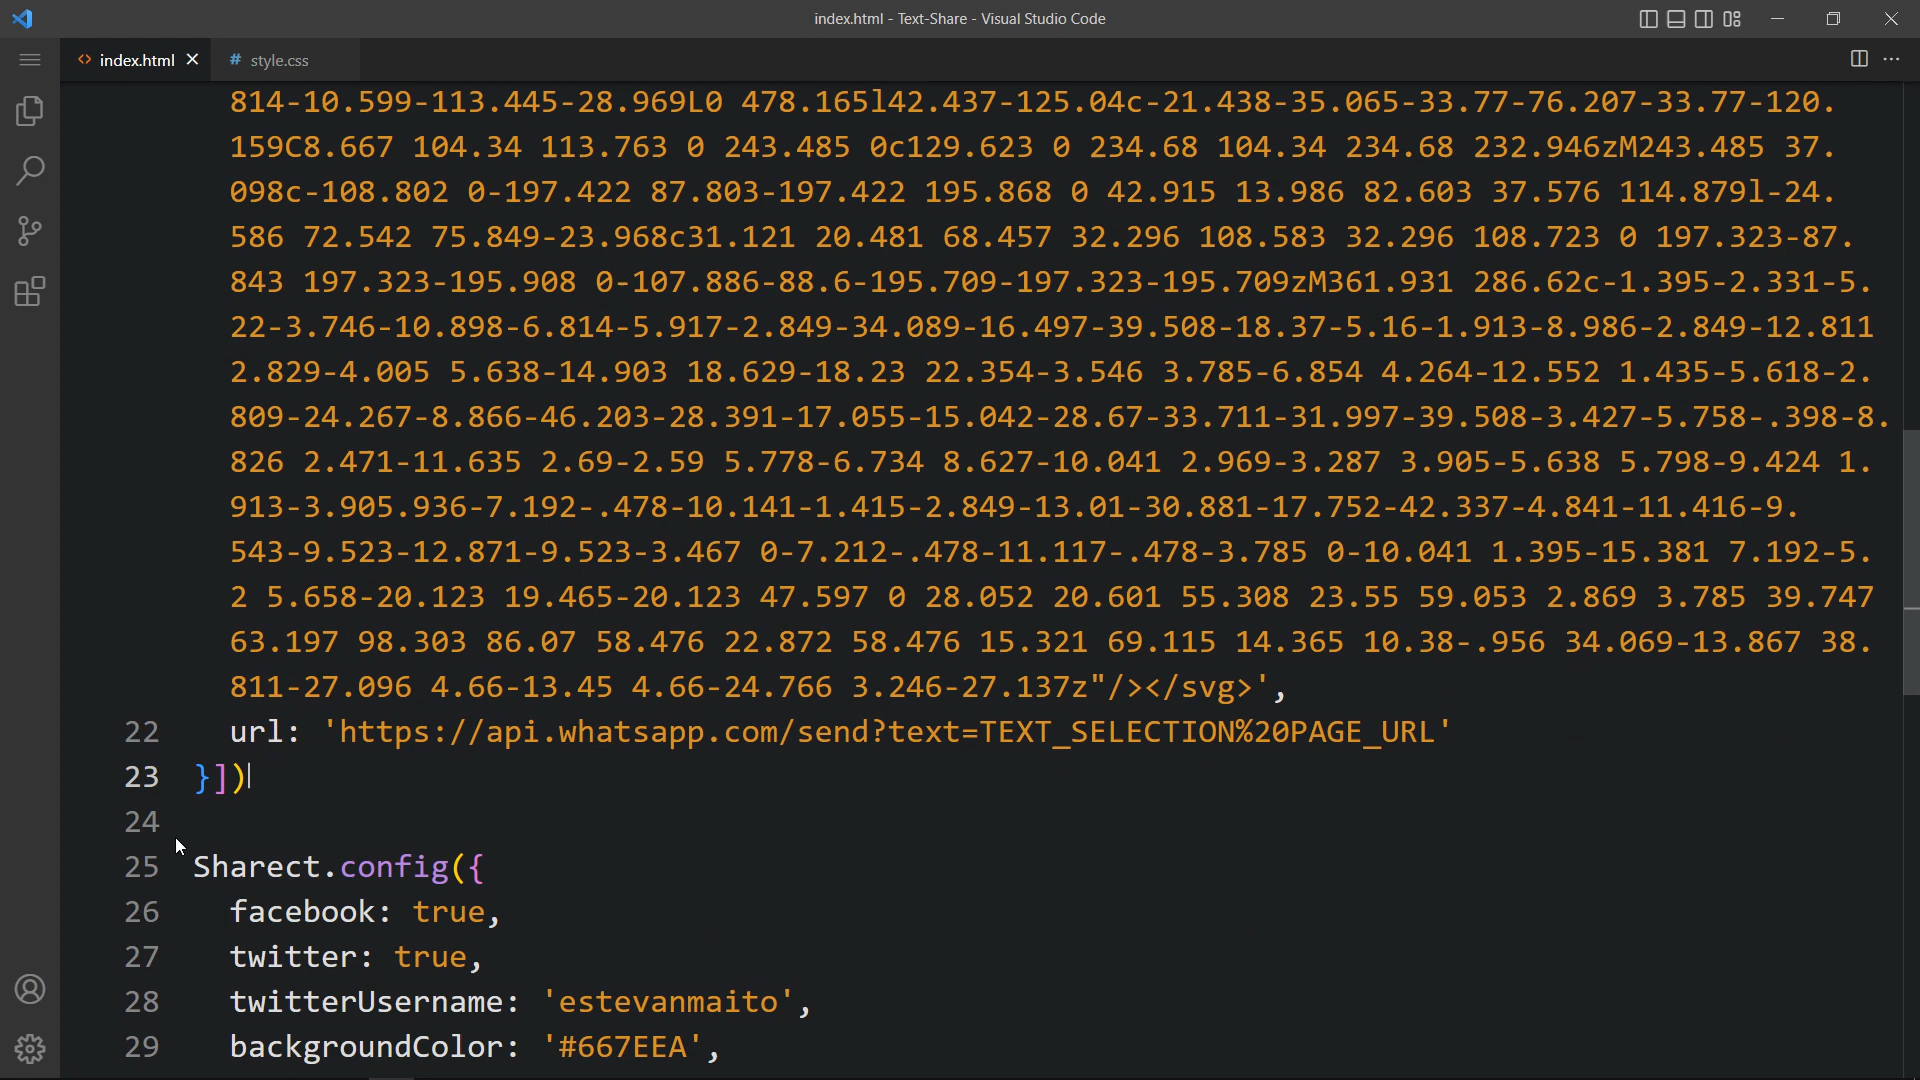 index.html - Text-Share - Visual Studio Code
<> index.html
# style.css
814-10.599-113.445-28.969L0 478.165l42.437-125.04c-21.438-35.065-33.77-76.207-33.77-120.
159C8.667 104.34 113.763 0 243.485 0c129.623 0 234.68 104.34 234.68 232.946zM243.485 37.
098c-108.802 0-197.422 87.803-197.422 195.868 0 42.915 13.986 82.603 37.576 114.879l-24.
586 72.542 75.849-23.968c31.121 20.481 68.457 32.296 108.583 32.296 108.723 0 197.323-87.
843 197.323-195.908 0-107.886-88.6-195.709-197.323-195.709zM361.931 286.62c-1.395-2.331-5.
22-3.746-10.898-6.814-5.917-2.849-34.089-16.497-39.508-18.37-5.16-1.913-8.986-2.849-12.811
2.829-4.005 5.638-14.903 18.629-18.23 22.354-3.546 3.785-6.854 4.264-12.552 1.435-5.618-2.
809-24.267-8.866-46.203-28.391-17.055-15.042-28.67-33.711-31.997-39.508-3.427-5.758-.398-8.
826 2.471-11.635 2.69-2.59 5.778-6.734 8.627-10.041 2.969-3.287 3.905-5.638 5.798-9.424 1.
913-3.905.936-7.192-.478-10.141-1.415-2.849-13.01-30.881-17.752-42.337-4.841-11.416-9.
543-9.523-12.871-9.523-3.467 0-7.212-.478-11.117-.478-3.785 0-10.041 1.395-15.381 7.192-5.
2 5.658-20.123 19.465-20.123 47.597 0 28.052 20.601 55.308 23.55 59.053 2.869 3.785 39.747
63.197 98.303 86.07 58.476 22.872 58.476 15.321 69.115 14.365 10.38-.956 34.069-13.867 38.
811-27.096 4.66-13.45 4.66-24.766 3.246-27.137z"/></svg>',
22 url: 'https://api.whatsapp.com/send?text=TEXT_SELECTION%20PAGE_URL'
23 }])
24
25 Sharect.config({
26 facebook: true,
27 twitter: true,
28 twitterUsername: 'estevanmaito',
29 backgroundColor: '#667EEA',